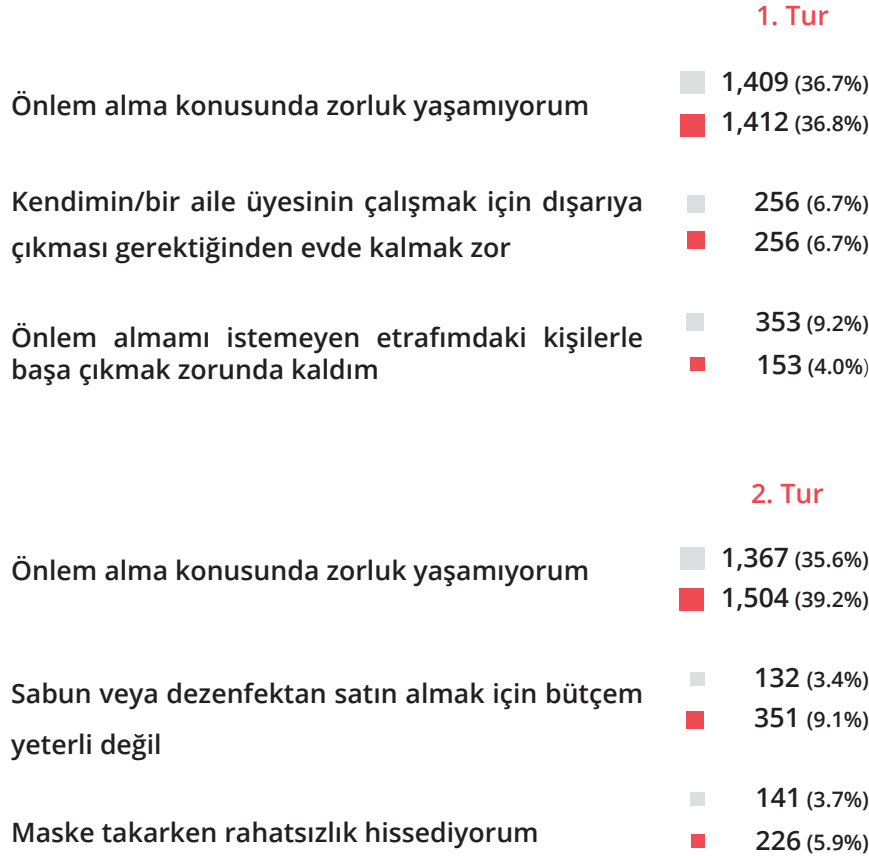 1. Tur
Önlem alma konusunda zorluk yaşamıyorum
1,409 (36.7%)
1,412 (36.8%)
Kendimin/bir aile üyesinin çalışmak için dışarıya
çıkması gerektiğinden evde kalmak zor
256 (6.7%)
256 (6.7%)
Önlem almamı istemeyen etrafımdaki kişilerle
başa çıkmak zorunda kaldım
353 (9.2%)
153 (4.0%)
2. Tur
Önlem alma konusunda zorluk yaşamıyorum
1,367 (35.6%)
1,504 (39.2%)
Sabun veya dezenfektan satın almak için bütçem
yeterli değil
132 (3.4%)
351 (9.1%)
Maske takarken rahatsızlık hissediyorum
141 (3.7%)
226 (5.9%)